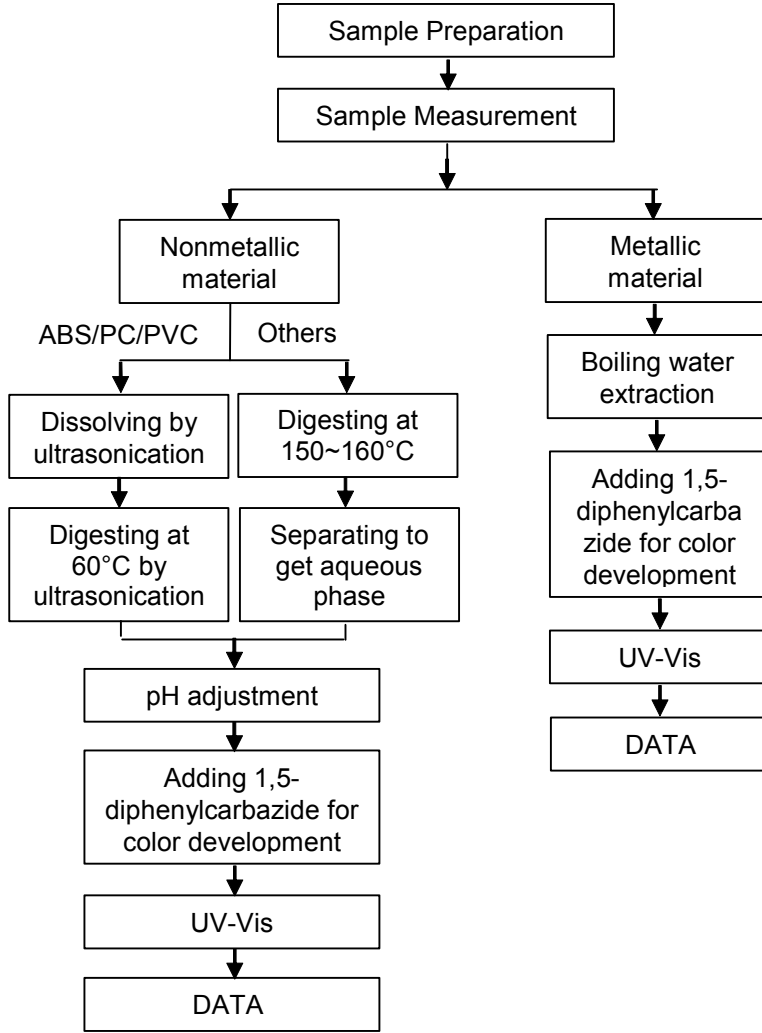 Sample Preparation
Sample Measurement
Nonmetallic
material
Metallic
material
ABS/PC/PVC
Others
Boiling water
extraction
Dissolving by
ultrasonication
Digesting at
150~160°C
Adding 1,5-
diphenylcarba
zide for color
development
Digesting at
60°C by
ultrasonication
Separating to
get aqueous
phase
UV-Vis
pH adjustment
DATA
Adding 1,5-
diphenylcarbazide for
color development
UV-Vis
DATA